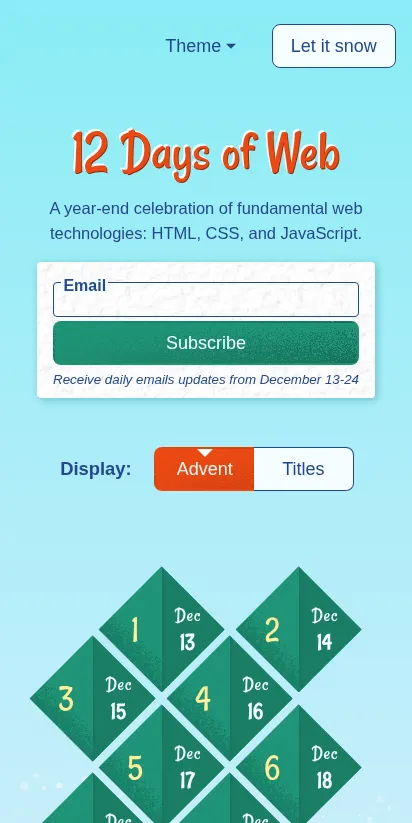 Theme
Let it snow
12 Days of Web
A year-end celebration of fundamental web
technologies: HTML, CSS, and JavaScript.
Email
Subscribe
Receive daily emails updates from December 13-24
Display:
Advent
Titles
1
Dec
13
2
Dec
14
3
Dec
15
4
Dec
16
5
Dec
17
6
Dec
18
Dec
Dec